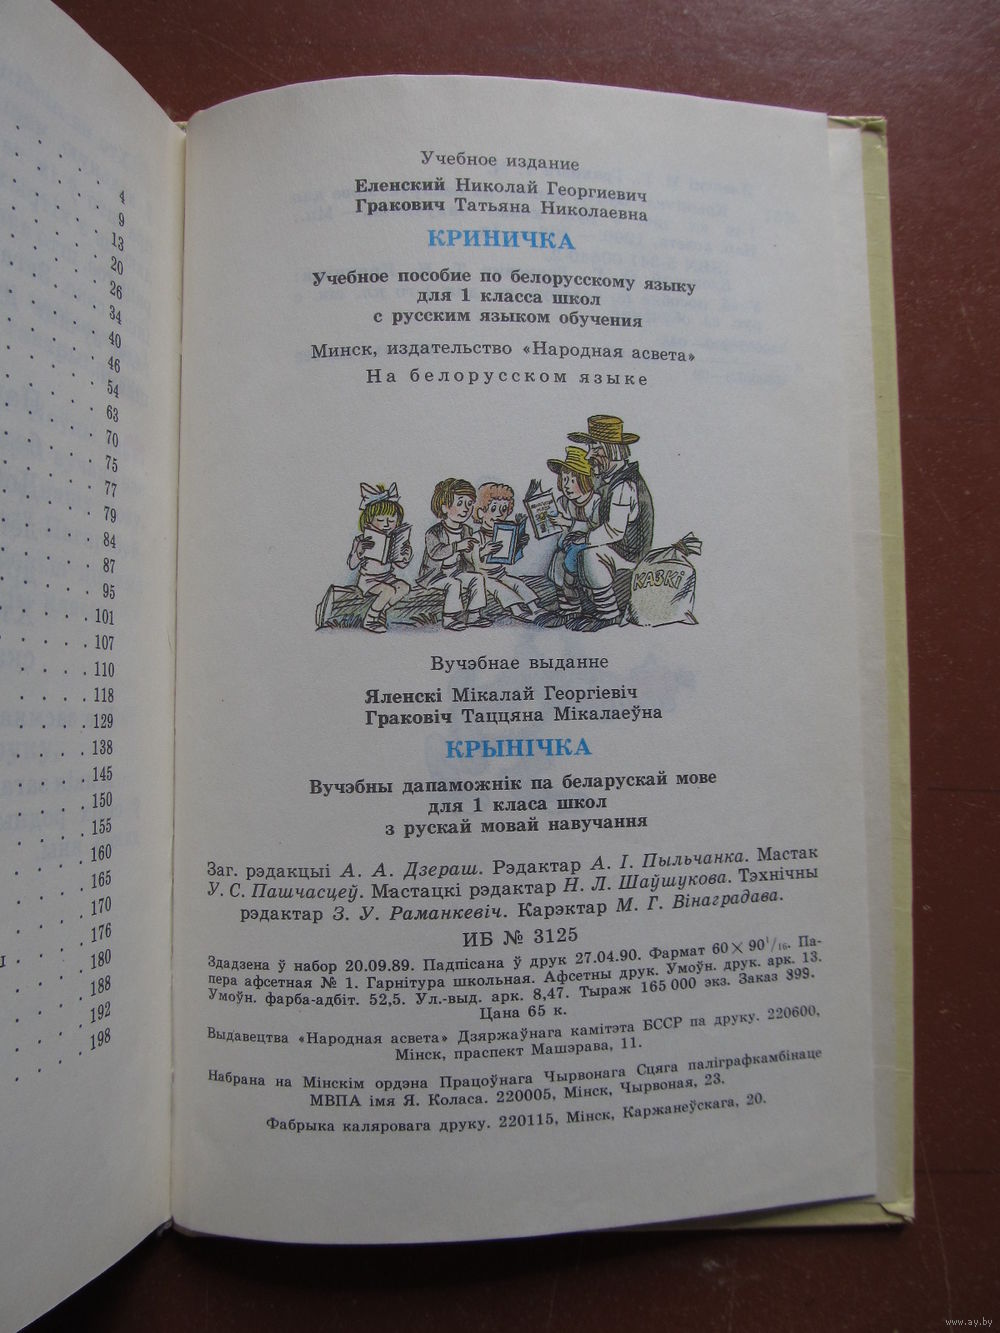 4
9
13
20
26
34
40
46
54
63
70
75
77
79
84
87
95
101
107
110
118
129
138
145
150
155
160
165
170
176
180
188
192
198
Учебное издание
Еленский Николай Георгиевич
Гракович Татьяна Николаевна
КРИНИЧКА
Учебное пособие по белорусскому языку
для 1 класса школ
с русским языком обучения
Минск, издательство «Народная асвета»
На белорусском языке
КАЗКІ
Вучэбнае выданне
Яленскі Мікалай Георгіевіч
Граковіч Таццяна Мікалаеўна
КРЫНІЧКА
Вучэбны дапаможнік па беларускай мове
для 1 класа школ
з рускай мовай навучання
Заг. рэдакцыі А. А. Дзераш. Рэдактар А. І. Пыльчанка. Мастак
У. С. Пашчасцеў. Мастацкі рэдактар Н. Л. Шаўшукова. Тэхнічны
рэдактар З. У. Раманкевіч. Карэктар М. Г. Вінаградава.
ИБ № 3125
Здадзена ў набор 20.09.89. Падпісана ў друк 27.04.90. Фармат 60×90¹/₁₆. Па-
пера афсетная № 1. Гарнітура школьная. Афсетны друк. Умоўн. друк. арк. 13.
Умоўн. фарба-адбіт. 52,5. Ул.-выд. арк. 8,47. Тыраж 165 000 экз. Заказ 399.
Цана 65 к.
Выдавецтва «Народная асвета» Дзяржаўнага камітэта БССР па друку. 220600,
Мінск, праспект Машэрава, 11.
Набрана на Мінскім ордэна Працоўнага Чырвонага Сцяга паліграфкамбінаце
МВПА імя Я. Коласа. 220005, Мінск, Чырвоная, 23.
Фабрыка каляровага друку. 220115, Мінск, Каржанеўскага, 20.
www.ay.by